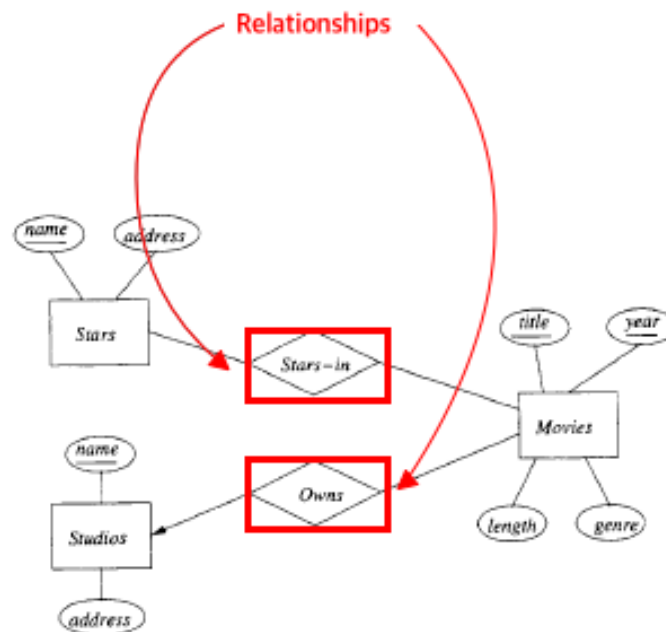 Relationships
name
address
Stars
Stars-in
title
year
Movies
name
Owns
length
genre
Studios
address